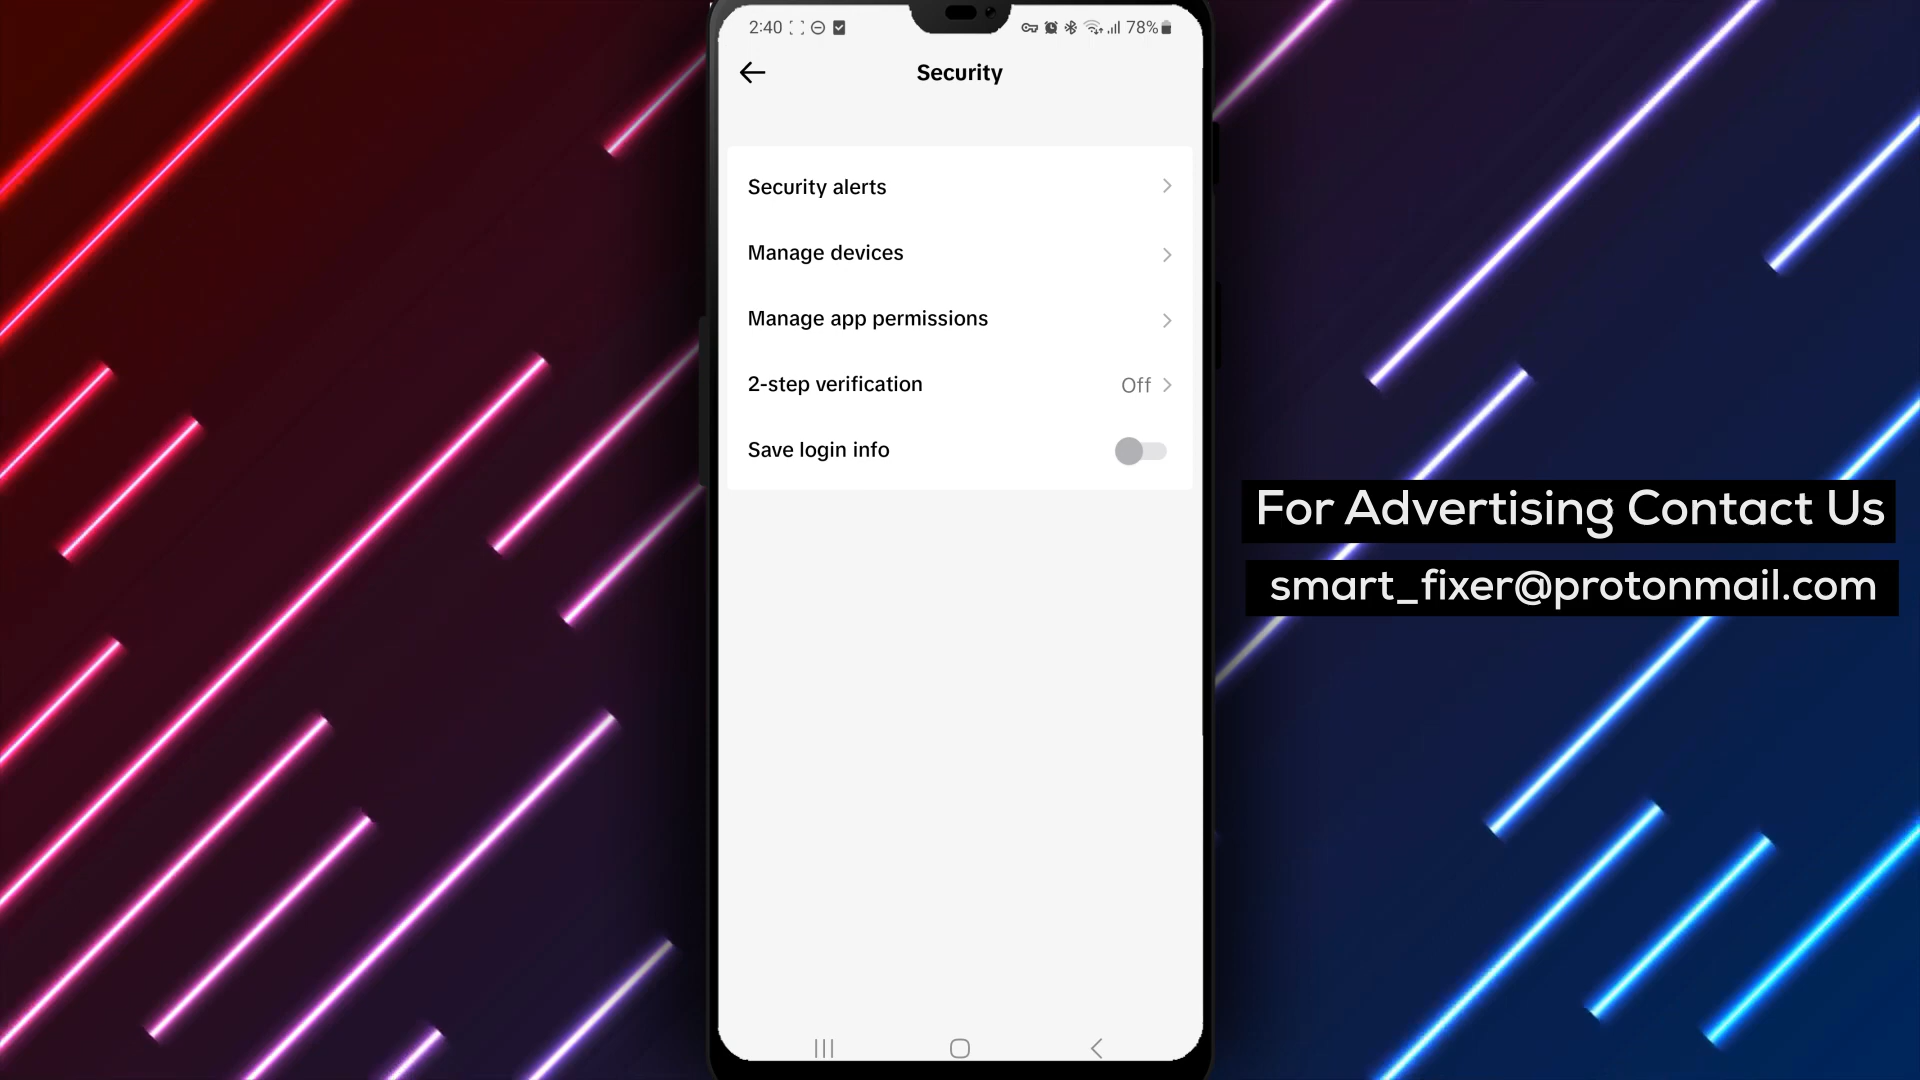 2:40
78%
Security
Security alerts
Manage devices
Manage app permissions
2-step verification Off
Save login info
For Advertising Contact Us
smart_fixer@protonmail.com